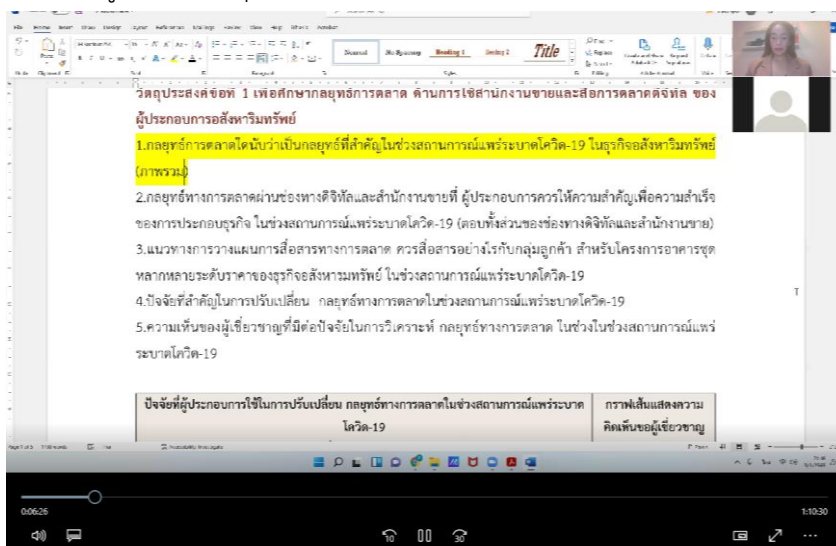 File Home Insert Draw Design Layout References Mailings Review View Help Acrobat
Normal No Spacing Heading 1 Heading 2 Title
Font Paragraph Styles Editing
วัตถุประสงค์ข้อที่ 1 เพื่อศึกษากลยุทธ์การตลาด ด้านการใช้สำนักงานขายและสื่อการตลาดดิจิทัล ของ
ผู้ประกอบการอสังหาริมทรัพย์
1.กลยุทธ์การตลาดใดนับว่าเป็นกลยุทธ์ที่สำคัญในช่วงสถานการณ์แพร่ระบาดโควิด-19 ในธุรกิจอสังหาริมทรัพย์
(ภาพรวม)
2.กลยุทธ์ทางการตลาดผ่านช่องทางดิจิทัลและสำนักงานขายที่ ผู้ประกอบการควรให้ความสำคัญเพื่อความสำเร็จ
ของการประกอบธุรกิจ ในช่วงสถานการณ์แพร่ระบาดโควิด-19 (ตอบทั้งส่วนของช่องทางดิจิทัลและสำนักงานขาย)
3.แนวทางการวางแผนการสื่อสารทางการตลาด ควรสื่อสารอย่างไรกับกลุ่มลูกค้า สำหรับโครงการอาคารชุด
หลากหลายระดับราคาของธุรกิจอสังหาริมทรัพย์ ในช่วงสถานการณ์แพร่ระบาดโควิด-19
4.ปัจจัยที่สำคัญในการปรับเปลี่ยน กลยุทธ์ทางการตลาดในช่วงสถานการณ์แพร่ระบาดโควิด-19
5.ความเห็นของผู้เชี่ยวชาญที่มีต่อปัจจัยในการวิเคราะห์ กลยุทธ์ทางการตลาด ในช่วงในช่วงสถานการณ์แพร่
ระบาดโควิด-19
ปัจจัยที่ผู้ประกอบการใช้ในการปรับเปลี่ยน กลยุทธ์ทางการตลาดในช่วงสถานการณ์แพร่ระบาด
โควิด-19
กราฟเส้นแสดงความ
คิดเห็นของผู้เชี่ยวชาญ
0:06:26
1:10:30
10
30